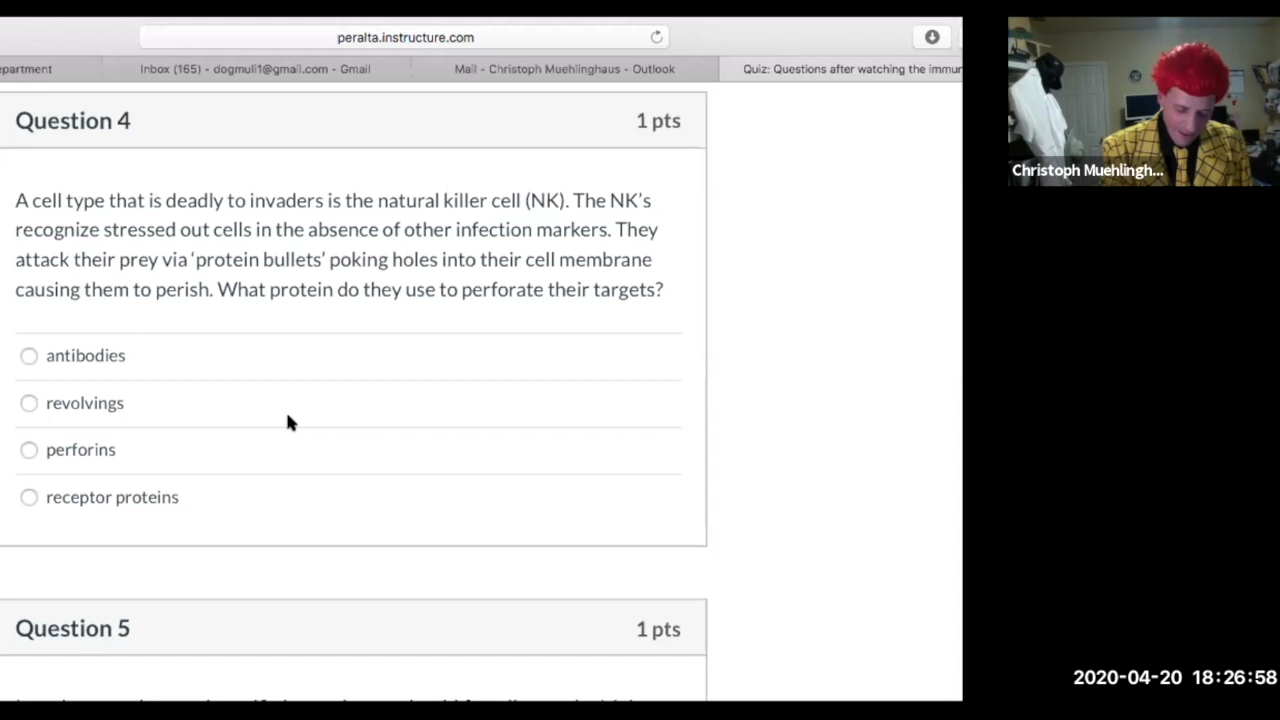 peralta.instructure.com
epartment
Inbox (165) - dogmuli1@gmail.com - Gmail
Mail - Christoph Muehlinghaus - Outlook
Quiz: Questions after watching the immun
Question 4
1 pts
A cell type that is deadly to invaders is the natural killer cell (NK). The NK's
recognize stressed out cells in the absence of other infection markers. They
attack their prey via 'protein bullets' poking holes into their cell membrane
causing them to perish. What protein do they use to perforate their targets?
antibodies
revolvings
perforins
receptor proteins
Question 5
1 pts
Christoph Muehlingh...
2020-04-20 18:26:58